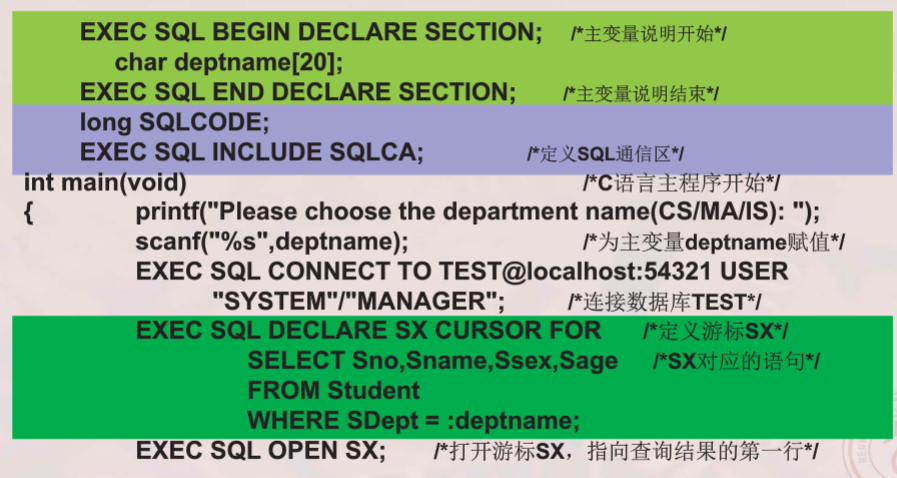 EXEC SQL BEGIN DECLARE SECTION; /*主变量说明开始*/
char deptname[20];
EXEC SQL END DECLARE SECTION; /*主变量说明结束*/
long SQLCODE;
EXEC SQL INCLUDE SQLCA; /*定义SQL通信区*/
int main(void) /*C语言主程序开始*/
{ printf("Please choose the department name(CS/MA/IS): ");
scanf("%s",deptname); /*为主变量deptname赋值*/
EXEC SQL CONNECT TO TEST@localhost:54321 USER
"SYSTEM"/"MANAGER"; /*连接数据库TEST*/
EXEC SQL DECLARE SX CURSOR FOR /*定义游标SX*/
SELECT Sno,Sname,Ssex,Sage /*SX对应的语句*/
FROM Student
WHERE SDept = :deptname;
EXEC SQL OPEN SX; /*打开游标SX，指向查询结果的第一行*/